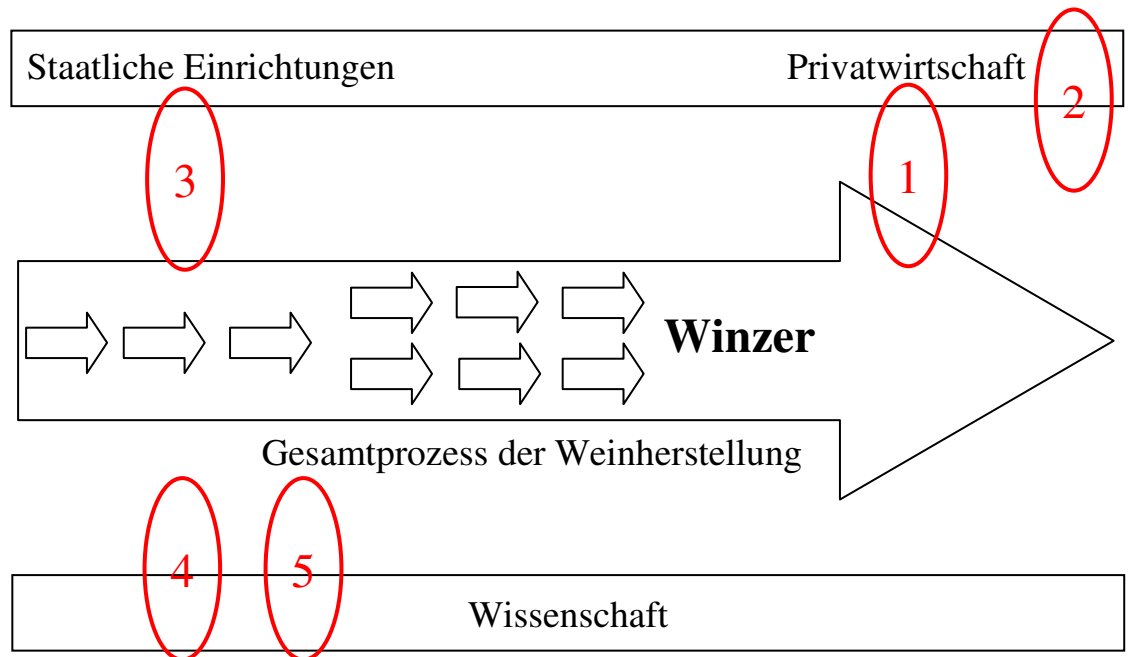 Staatliche Einrichtungen Privatwirtschaft
2
3 1
Winzer
Gesamtprozess der Weinherstellung
4 5
Wissenschaft